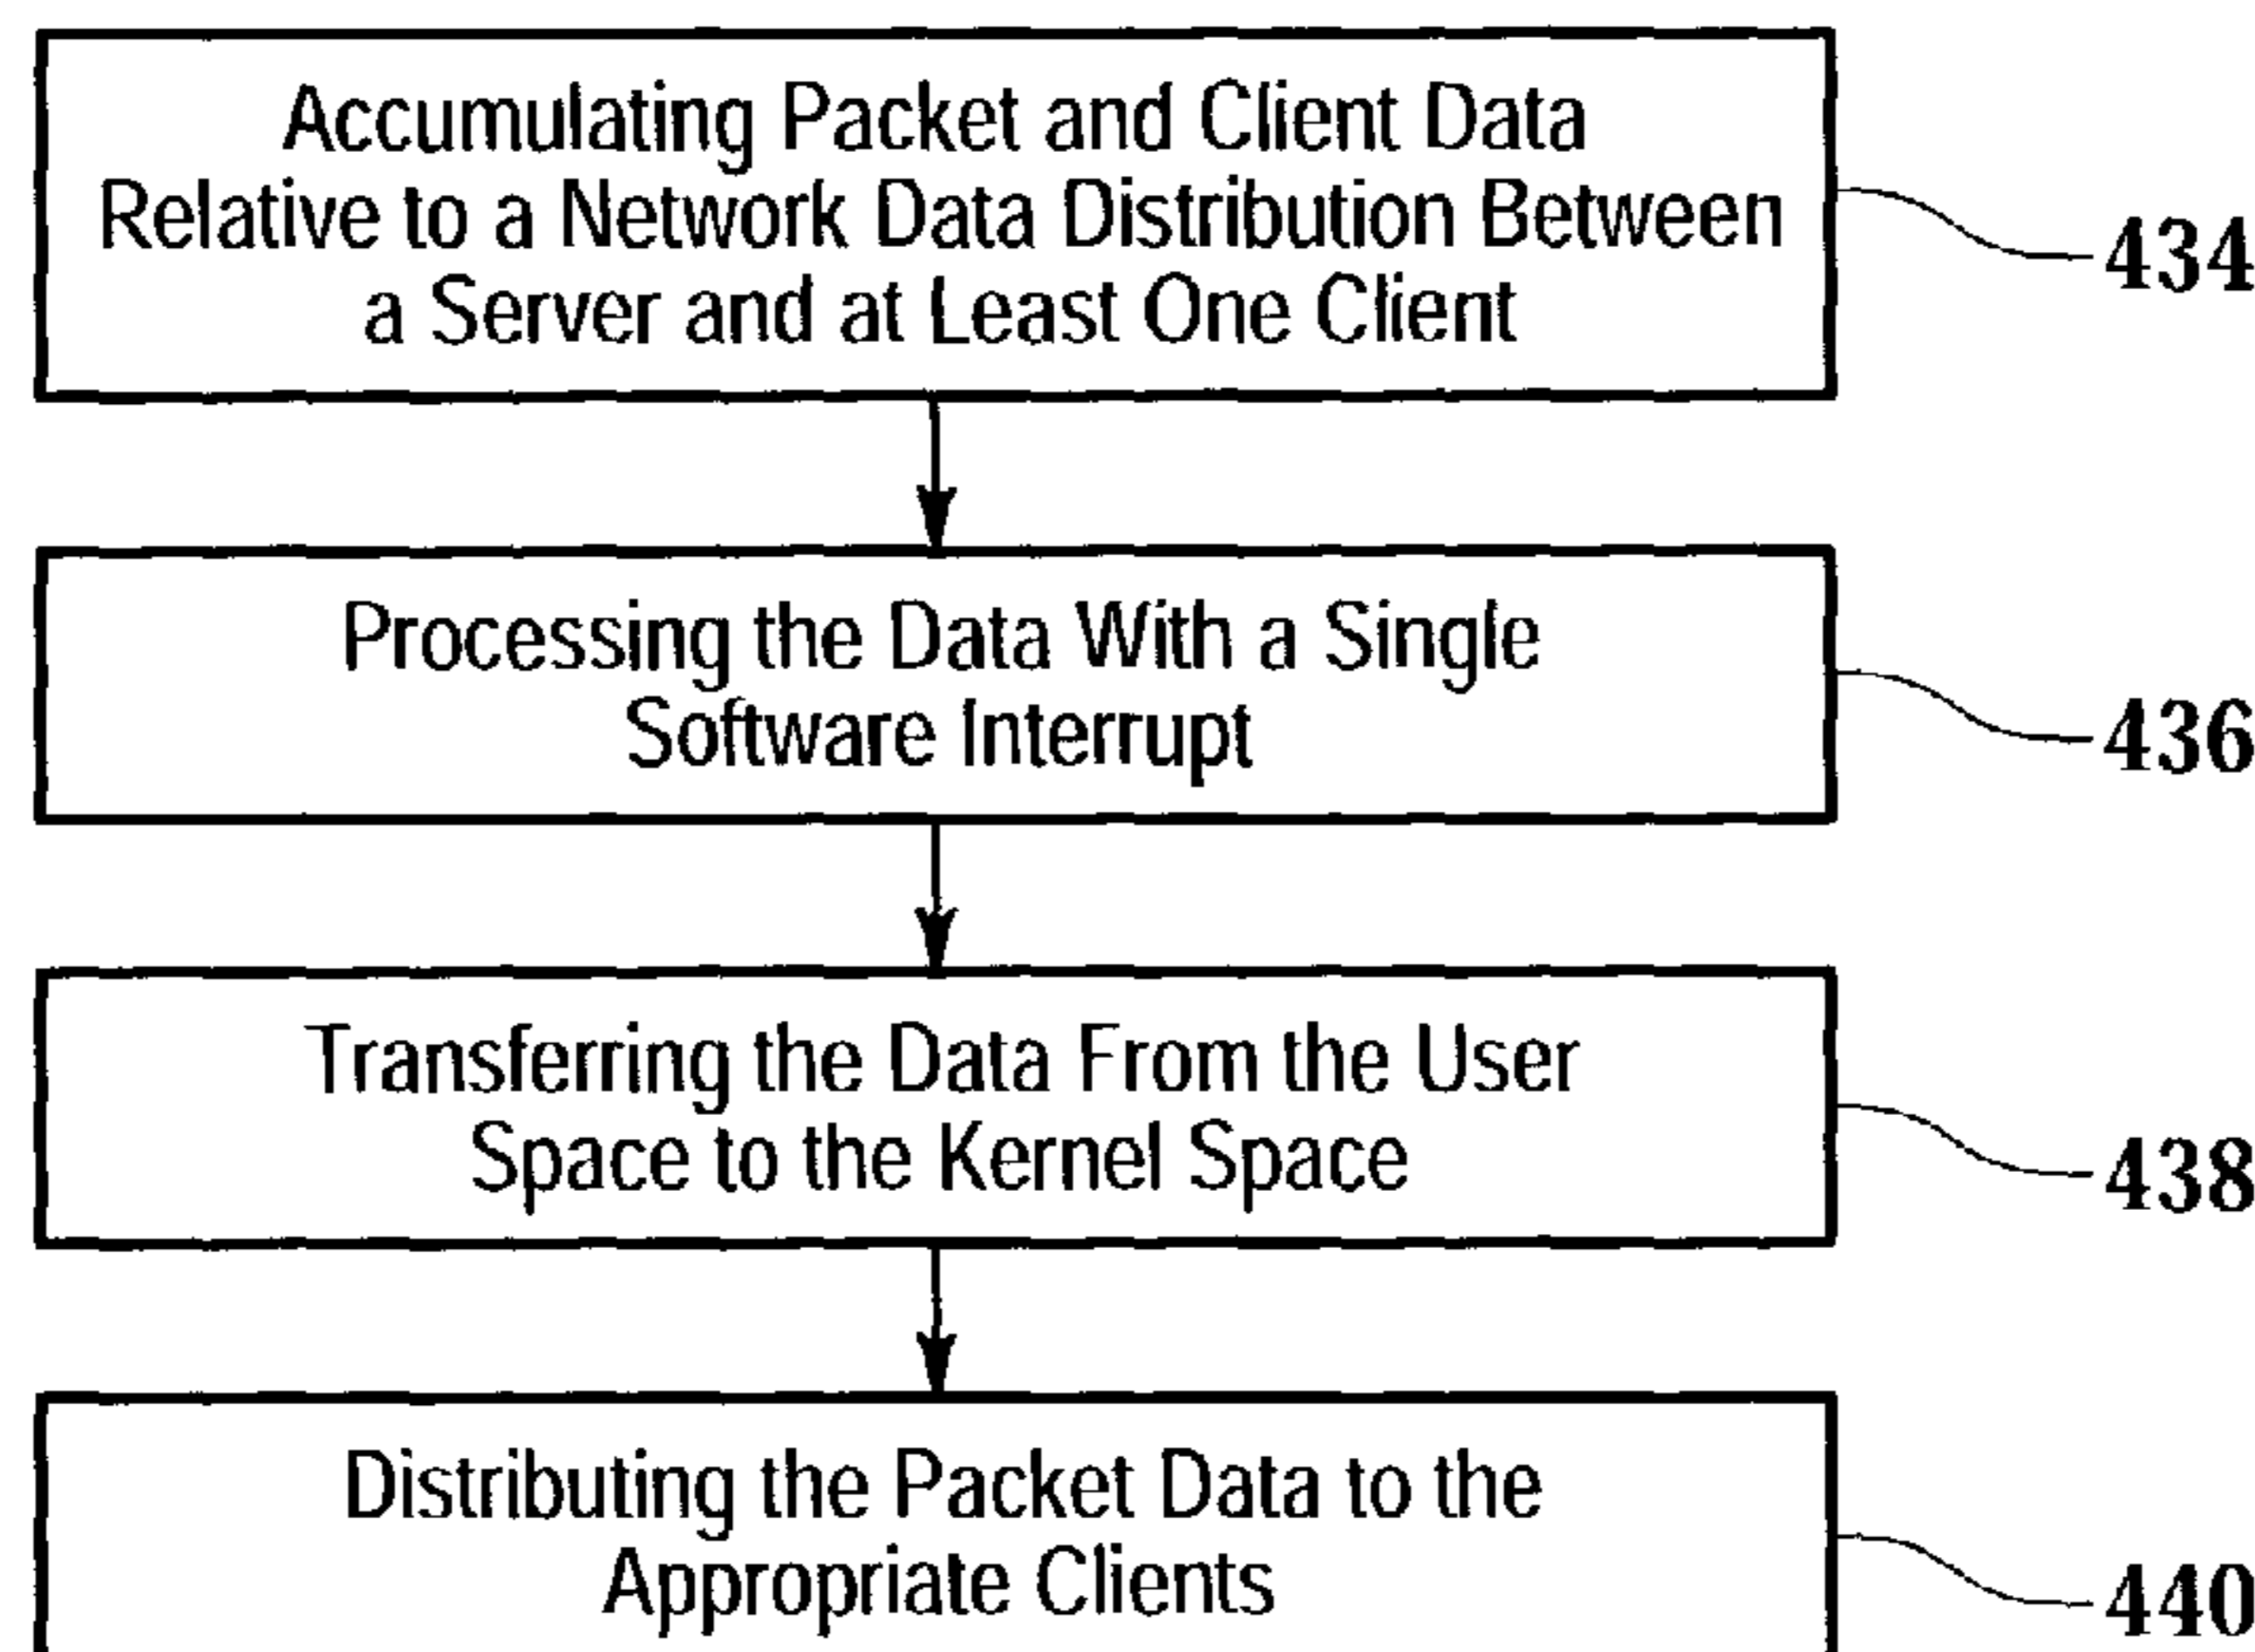 Accumulating Packet and Client Data
Relative to a Network Data Distribution Between
a Server and at Least One Client
434
Processing the Data With a Single
Software Interrupt
436
Transferring the Data From the User
Space to the Kernel Space
438
Distributing the Packet Data to the
Appropriate Clients
440